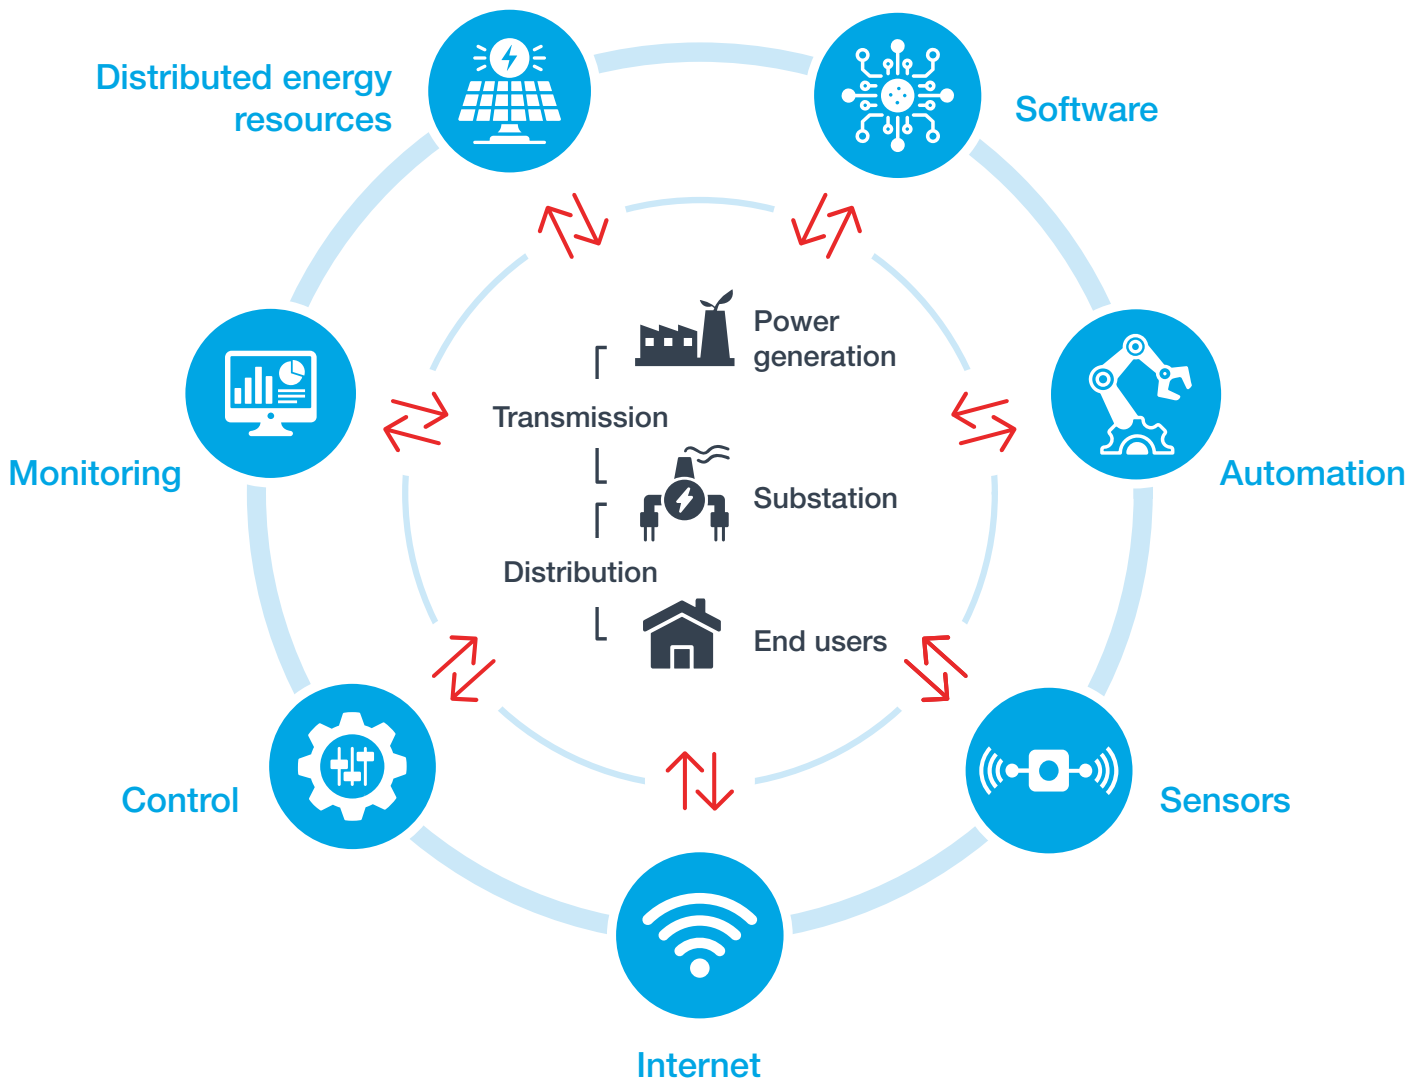 Distributed energy
resources
Software
Power
generation
Transmission
Monitoring
Automation
Substation
Distribution
End users
Control
Sensors
Internet